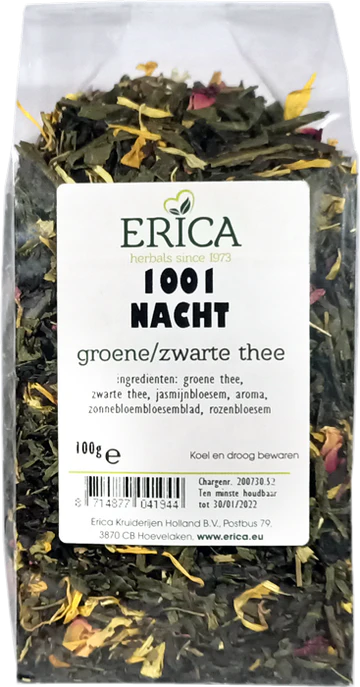 ERICA
herbals since 1973
1001
NACHT
groene/zwarte thee
ingredienten: groene thee,
zwarte thee, jasmijnbloesem, aroma,
zonnebloembloesemblad, rozenbloesem
100g e
Koel en droog bewaren
Chargenr. 200730.32
Ten minste houdbaar
tot 30/01/2022
8 714877 041944
Erica Kruiderijen Holland B.V., Postbus 79,
3870 CB Hoevelaken, www.erica.eu